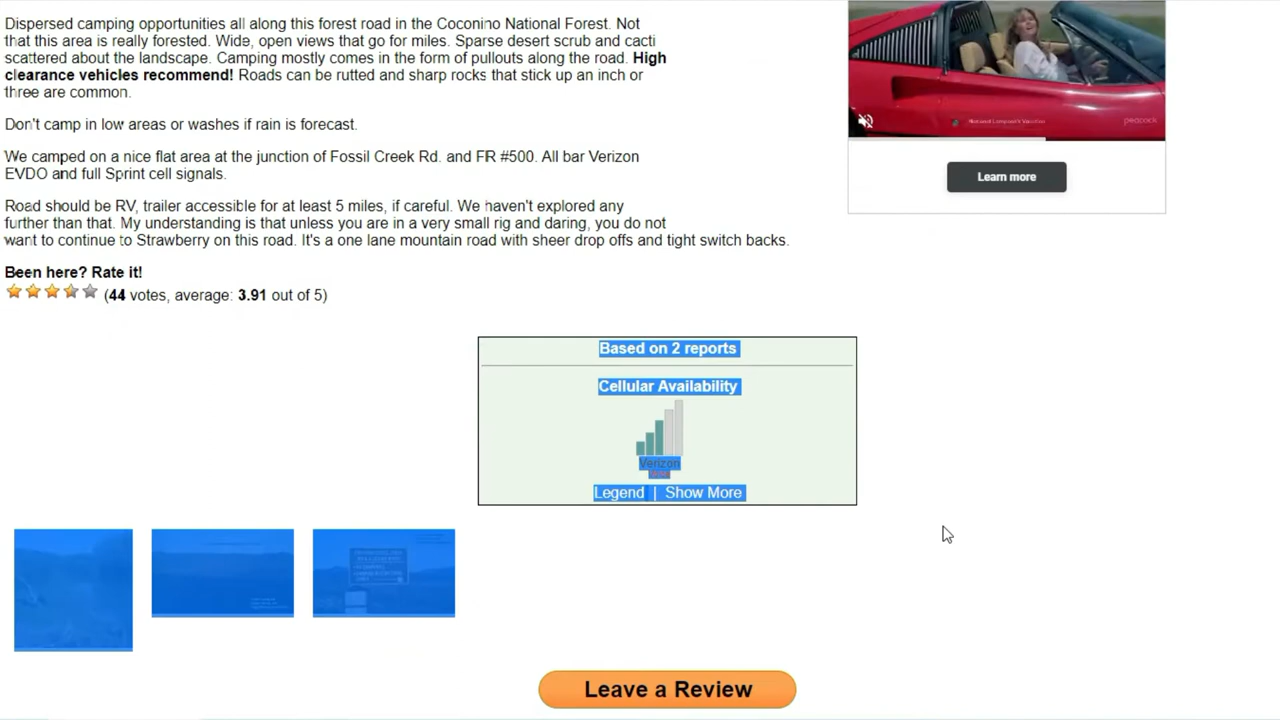 Dispersed camping opportunities all along this forest road in the Coconino National Forest. Not
that this area is really forested. Wide, open views that go for miles. Sparse desert scrub and cacti
scattered about the landscape. Camping mostly comes in the form of pullouts along the road. High
clearance vehicles recommend! Roads can be rutted and sharp rocks that stick up an inch or
three are common.
Don't camp in low areas or washes if rain is forecast.
We camped on a nice flat area at the junction of Fossil Creek Rd. and FR #500. All bar Verizon
EVDO and full Sprint cell signals.
Road should be RV, trailer accessible for at least 5 miles, if careful. We haven't explored any
further than that. My understanding is that unless you are in a very small rig and daring, you do not
want to continue to Strawberry on this road. It's a one lane mountain road with sheer drop offs and tight switch backs.
Been here? Rate it!
(44 votes, average: 3.91 out of 5)
National Lampoon's Vacation
peacock
Learn more
Based on 2 reports
Cellular Availability
Verizon
Legend | Show More
Leave a Review